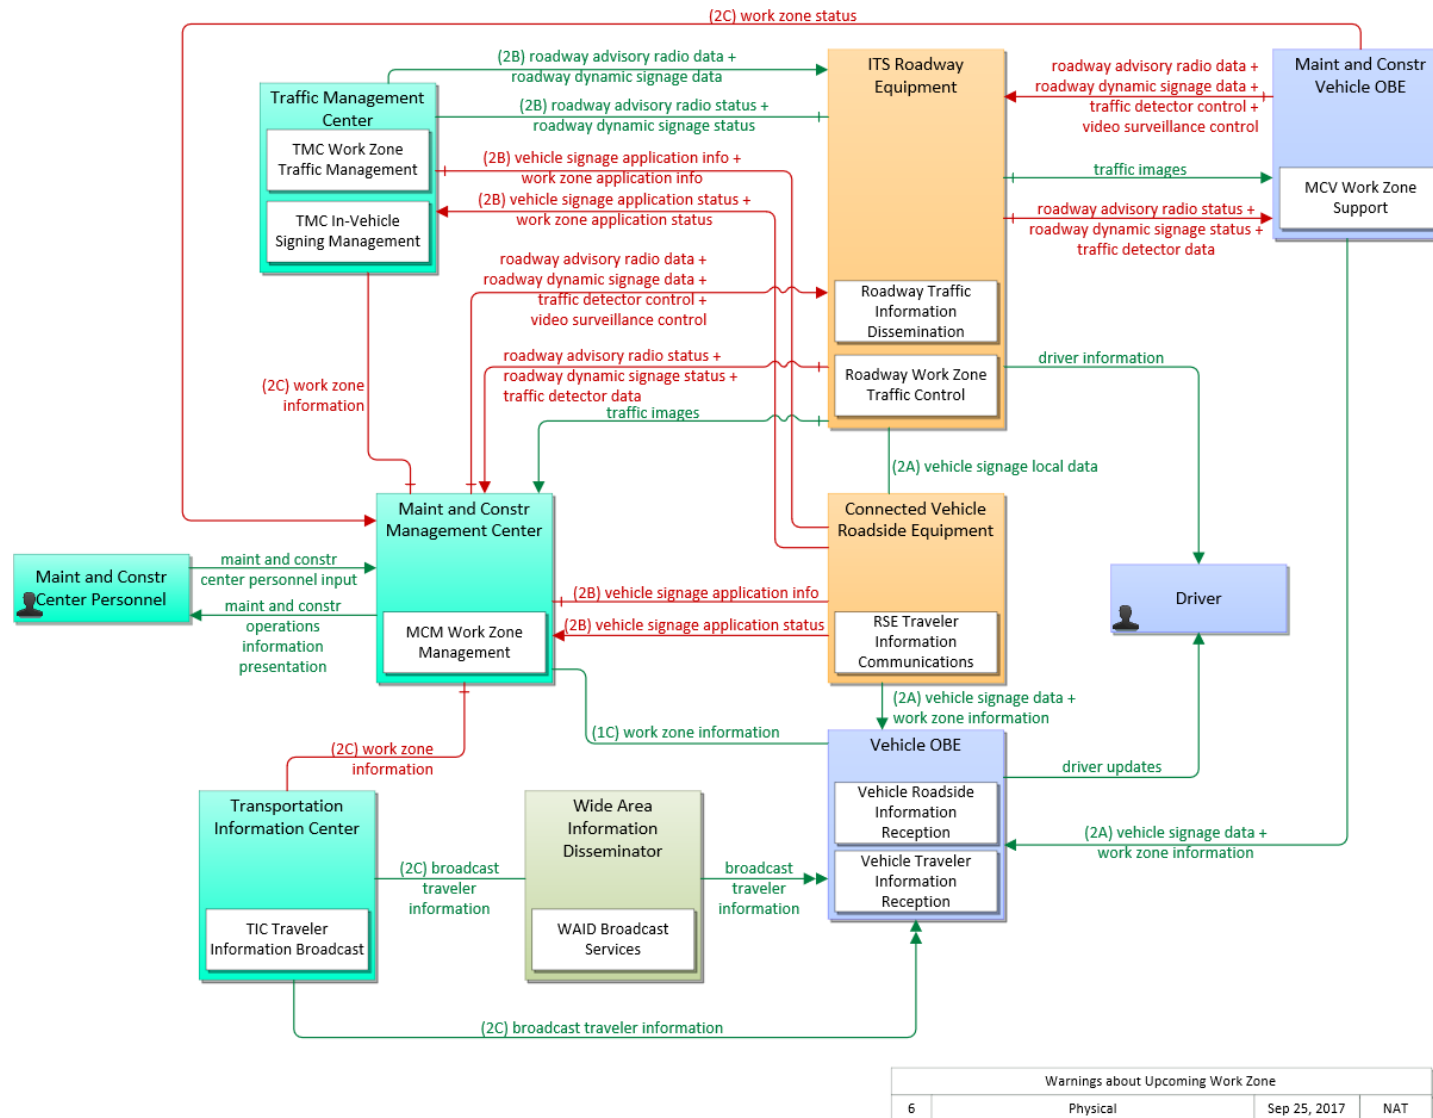 (2C) work zone status
(2B) roadway advisory radio data +
roadway dynamic signage data
Traffic Management
Center
TMC Work Zone
Traffic Management
TMC In-Vehicle
Signing Management
(2B) roadway advisory radio status +
roadway dynamic signage status
(2B) vehicle signage application info +
work zone application info
(2B) vehicle signage application status +
work zone application status
ITS Roadway
Equipment
Roadway Traffic
Information
Dissemination
Roadway Work Zone
Traffic Control
roadway advisory radio data +
roadway dynamic signage data +
traffic detector control +
video surveillance control
Maint and Constr
Vehicle OBE
MCV Work Zone
Support
traffic images
roadway advisory radio status +
roadway dynamic signage status +
traffic detector data
roadway advisory radio data +
roadway dynamic signage data +
traffic detector control +
video surveillance control
roadway advisory radio status +
roadway dynamic signage status +
traffic detector data
traffic images
(2C) work zone
information
driver information
(2A) vehicle signage local data
Maint and Constr
Management Center
MCM Work Zone
Management
Connected Vehicle
Roadside Equipment
RSE Traveler
Information
Communications
Maint and Constr
Center Personnel
maint and constr
center personnel input
maint and constr
operations
information
presentation
(2B) vehicle signage application info
(2B) vehicle signage application status
Driver
(2A) vehicle signage data +
work zone information
(1C) work zone information
(2C) work zone
information
Vehicle OBE
Vehicle Roadside
Information
Reception
Vehicle Traveler
Information
Reception
driver updates
(2A) vehicle signage data +
work zone information
Transportation
Information Center
TIC Traveler
Information Broadcast
(2C) broadcast
traveler
information
Wide Area
Information
Disseminator
WAID Broadcast
Services
broadcast
traveler
information
(2C) broadcast traveler information
Warnings about Upcoming Work Zone
6 Physical Sep 25, 2017 NAT